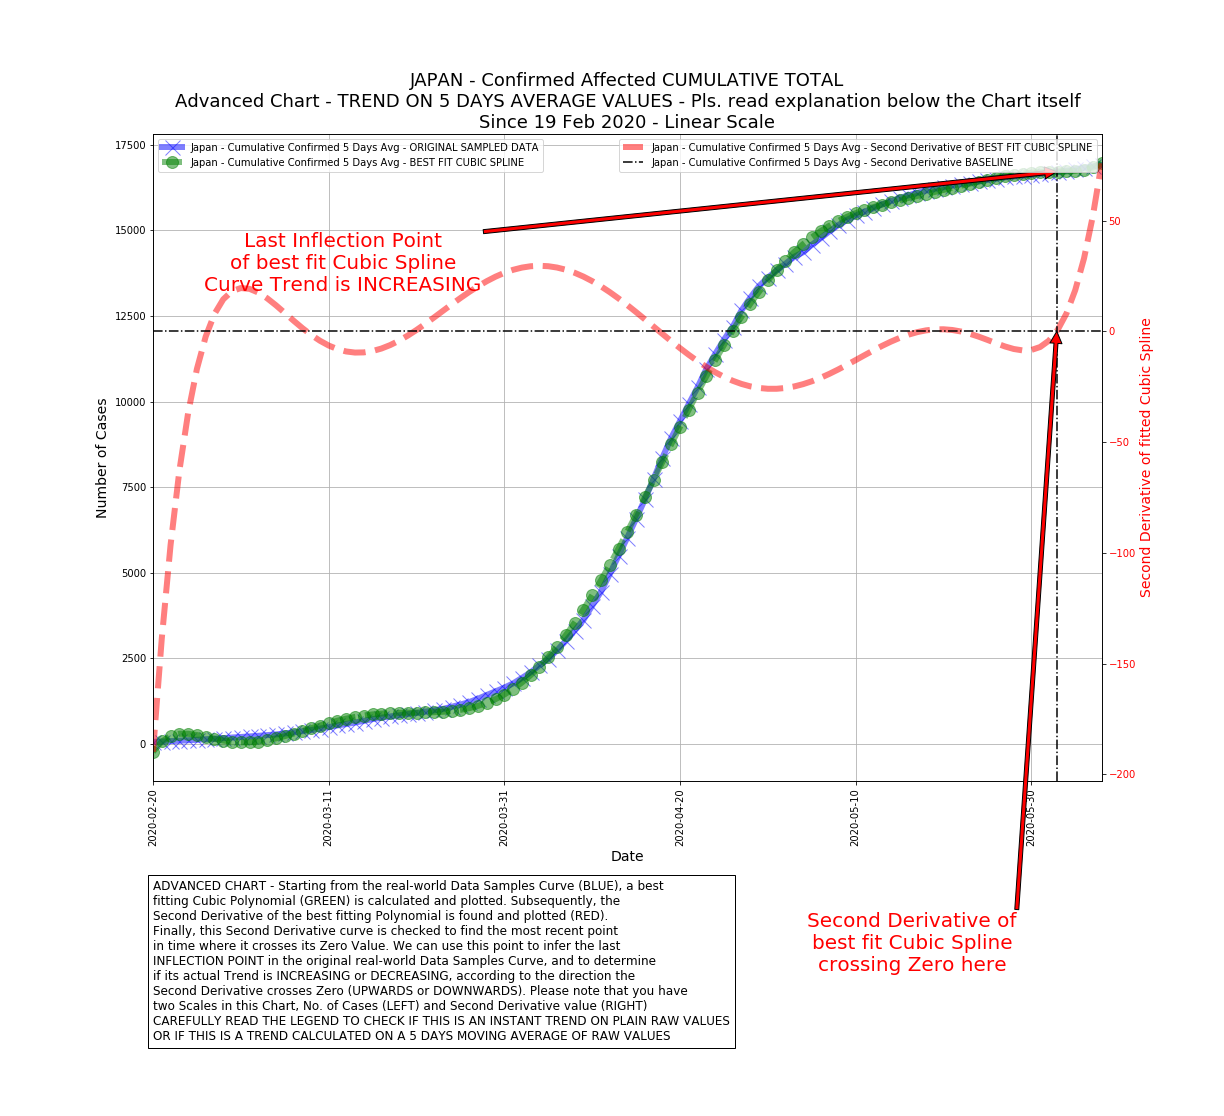 JAPAN - Confirmed Affected CUMULATIVE TOTAL
Advanced Chart - TREND ON 5 DAYS AVERAGE VALUES - Pls. read explanation below the Chart itself
Since 19 Feb 2020 - Linear Scale
Japan - Cumulative Confirmed 5 Days Avg - ORIGINAL SAMPLED DATA
Japan - Cumulative Confirmed 5 Days Avg - BEST FIT CUBIC SPLINE
Japan - Cumulative Confirmed 5 Days Avg - Second Derivative of BEST FIT CUBIC SPLINE
Japan - Cumulative Confirmed 5 Days Avg - Second Derivative BASELINE
Last Inflection Point
of best fit Cubic Spline
Curve Trend is INCREASING
Number of Cases
17500
15000
12500
10000
7500
5000
2500
0
Second Derivative of fitted Cubic Spline
50
0
−50
−100
−150
−200
2020-02-20
2020-03-11
2020-03-31
2020-04-20
2020-05-10
2020-05-30
Date
Second Derivative of
best fit Cubic Spline
crossing Zero here
ADVANCED CHART - Starting from the real-world Data Samples Curve (BLUE), a best
fitting Cubic Polynomial (GREEN) is calculated and plotted. Subsequently, the
Second Derivative of the best fitting Polynomial is found and plotted (RED).
Finally, this Second Derivative curve is checked to find the most recent point
in time where it crosses its Zero Value. We can use this point to infer the last
INFLECTION POINT in the original real-world Data Samples Curve, and to determine
if its actual Trend is INCREASING or DECREASING, according to the direction the
Second Derivative crosses Zero (UPWARDS or DOWNWARDS). Please note that you have
two Scales in this Chart, No. of Cases (LEFT) and Second Derivative value (RIGHT)
CAREFULLY READ THE LEGEND TO CHECK IF THIS IS AN INSTANT TREND ON PLAIN RAW VALUES
OR IF THIS IS A TREND CALCULATED ON A 5 DAYS MOVING AVERAGE OF RAW VALUES